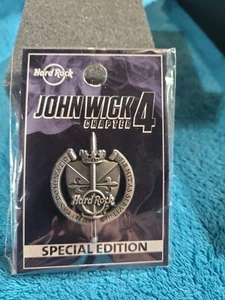 Hard Rock
JOHN WICK 4
CHAPTER
Hard Rock
SPECIAL EDITION